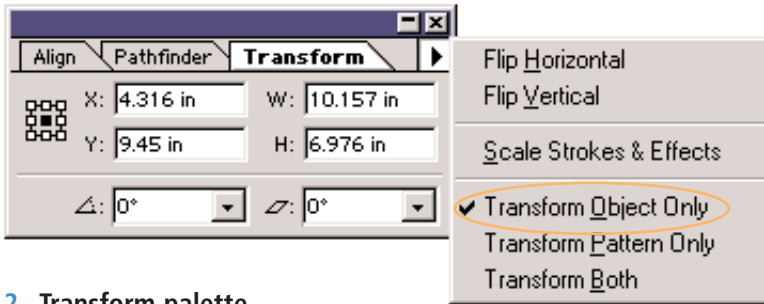 Align Pathfinder Transform
X: 4.316 in W: 10.157 in
Y: 9.45 in H: 6.976 in
0° 0°
Flip Horizontal
Flip Vertical
Scale Strokes & Effects
Transform Object Only
Transform Pattern Only
Transform Both
2 Transform palette